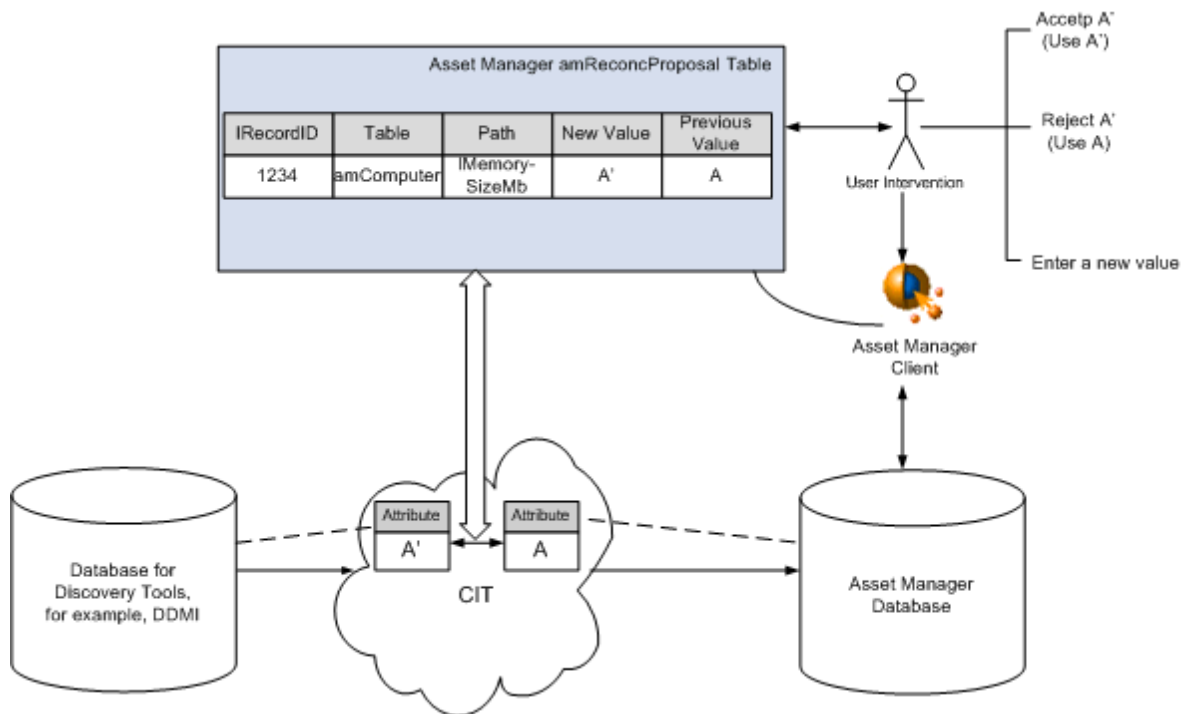 Asset Manager amReconcProposal Table
lRecordID Table Path New Value Previous
Value
1234 amComputer lMemory-
SizeMb A' A
Accetp A'
(Use A')
Reject A'
(Use A)
Enter a new value
User Intervention
Asset Manager
Client
Attribute
A'
Attribute
A
CIT
Database for
Discovery Tools,
for example, DDMI
Asset Manager
Database